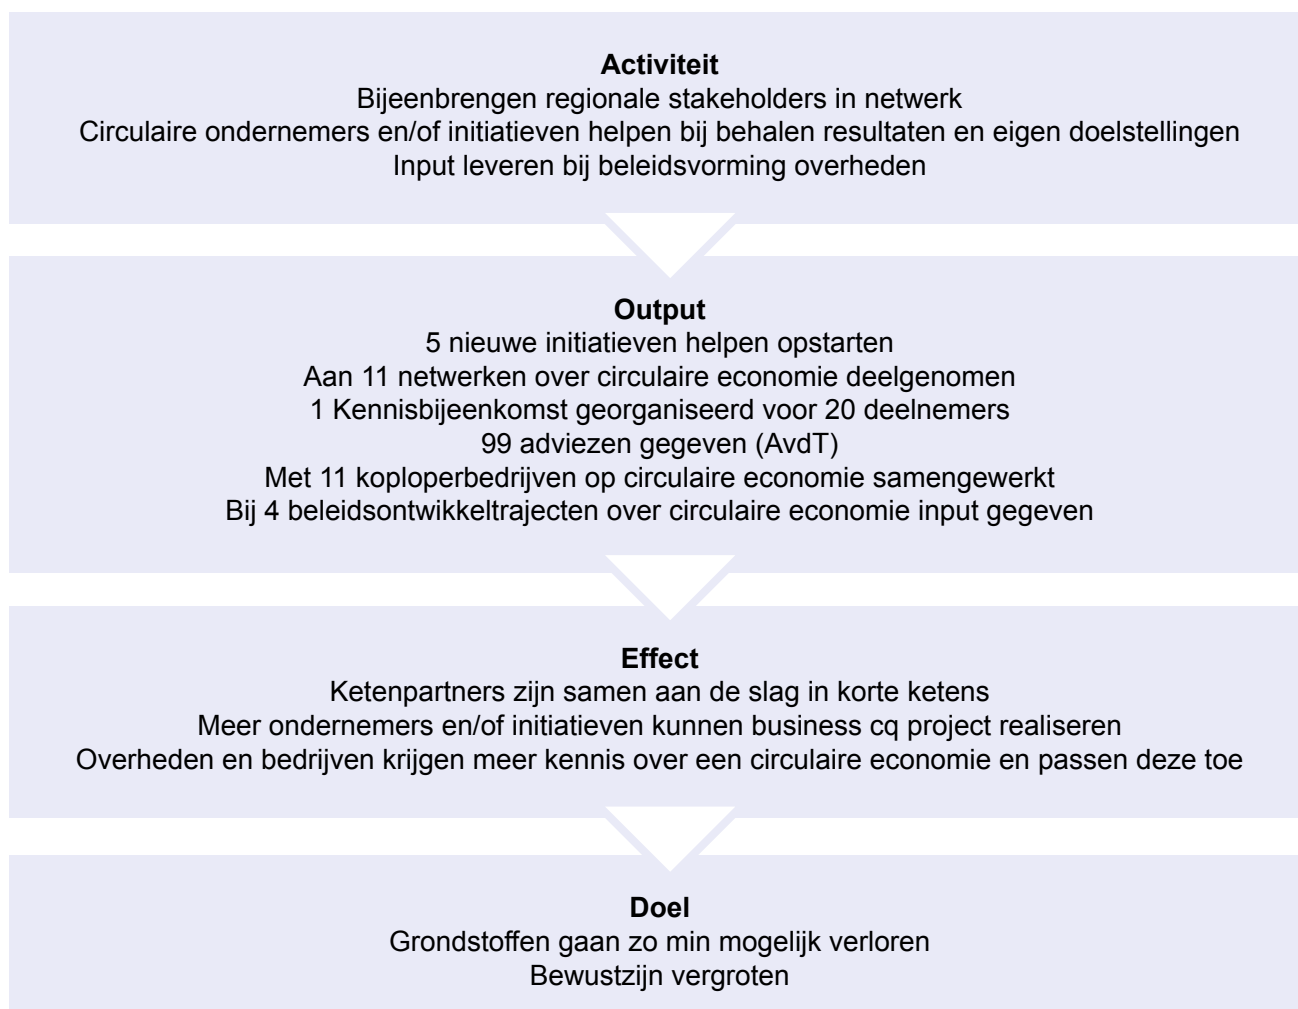 Activiteit
Bijeenbrengen regionale stakeholders in netwerk
Circulaire ondernemers en/of initiatieven helpen bij behalen resultaten en eigen doelstellingen
Input leveren bij beleidsvorming overheden
Output
5 nieuwe initiatieven helpen opstarten
Aan 11 netwerken over circulaire economie deelgenomen
1 Kennisbijeenkomst georganiseerd voor 20 deelnemers
99 adviezen gegeven (AvdT)
Met 11 koploperbedrijven op circulaire economie samengewerkt
Bij 4 beleidsontwikkeltrajecten over circulaire economie input gegeven
Effect
Ketenpartners zijn samen aan de slag in korte ketens
Meer ondernemers en/of initiatieven kunnen business cq project realiseren
Overheden en bedrijven krijgen meer kennis over een circulaire economie en passen deze toe
Doel
Grondstoffen gaan zo min mogelijk verloren
Bewustzijn vergroten